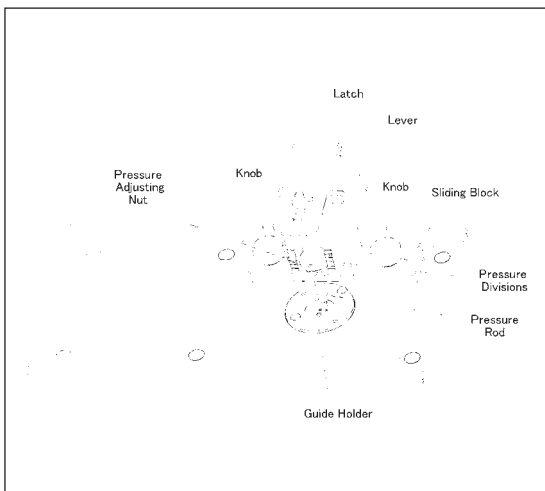 Latch
Lever
Pressure
Adjusting
Nut
Knob
Knob
Sliding Block
Pressure
Divisions
Pressure
Rod
Guide Holder